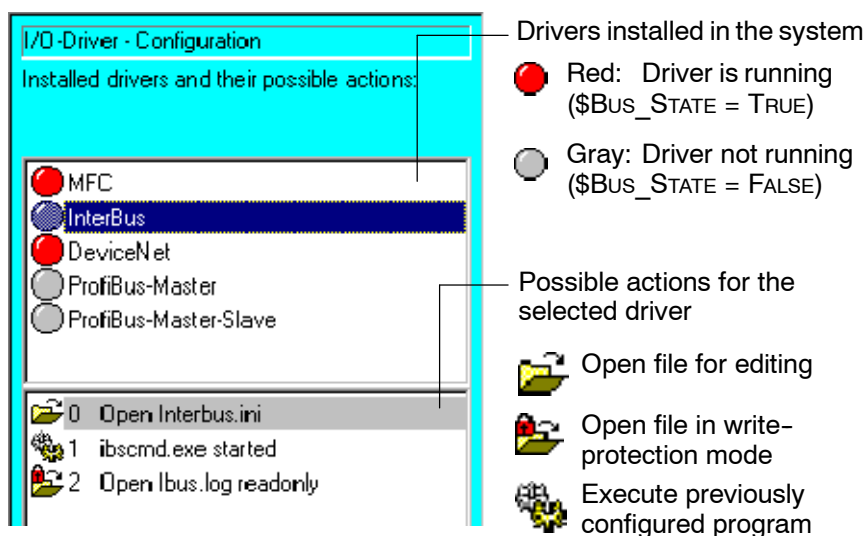 I/O-Driver - Configuration
Installed drivers and their possible actions:
MFC
InterBus
DeviceNet
ProfiBus-Master
ProfiBus-Master-Slave
0 Open Interbus.ini
1 ibscmd.exe started
2 Open Ibus.log readonly
Drivers installed in the system
Red: Driver is running
($BUS_STATE = TRUE)
Gray: Driver not running
($BUS_STATE = FALSE)
Possible actions for the
selected driver
Open file for editing
Open file in write-
protection mode
Execute previously
configured program